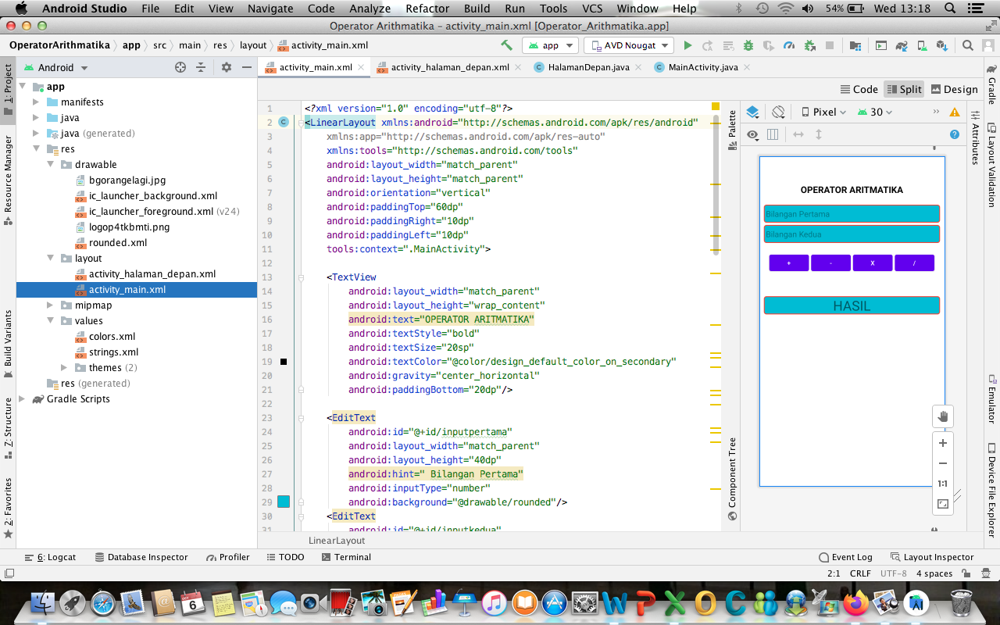 Android Studio File Edit View Navigate Code Analyze Refactor Build Run Tools VCS Window Help 54% Wed 13:18
Operator Arithmatika – activity_main.xml [Operator_Arithmatika.app]
OperatorArithmatika app src main res layout activity_main.xml app AVD Nougat
Android activity_main.xml activity_halaman_depan.xml HalamanDepan.java MainActivity.java
Code Split Design
1: Project
Resource Manager
Build Variants
7: Structure
2: Favorites
app
manifests
java
java (generated)
res
drawable
bgorangelagi.jpg
ic_launcher_background.xml
ic_launcher_foreground.xml (v24)
logop4tkbmti.png
rounded.xml
layout
activity_halaman_depan.xml
activity_main.xml
mipmap
values
colors.xml
strings.xml
themes (2)
res (generated)
Gradle Scripts
1 <?xml version="1.0" encoding="utf-8"?>
2 <LinearLayout xmlns:android="http://schemas.android.com/apk/res/android"
3 xmlns:app="http://schemas.android.com/apk/res-auto"
4 xmlns:tools="http://schemas.android.com/tools"
5 android:layout_width="match_parent"
6 android:layout_height="match_parent"
7 android:orientation="vertical"
8 android:paddingTop="60dp"
9 android:paddingRight="10dp"
10 android:paddingLeft="10dp"
11 tools:context=".MainActivity">
12
13 <TextView
14 android:layout_width="match_parent"
15 android:layout_height="wrap_content"
16 android:text="OPERATOR ARITMATIKA"
17 android:textStyle="bold"
18 android:textSize="20sp"
19 android:textColor="@color/design_default_color_on_secondary"
20 android:gravity="center_horizontal"
21 android:paddingBottom="20dp"/>
22
23 <EditText
24 android:id="@+id/inputpertama"
25 android:layout_width="match_parent"
26 android:layout_height="40dp"
27 android:hint=" Bilangan Pertama"
28 android:inputType="number"
29 android:background="@drawable/rounded"/>
30 <EditText
31 android:id="@+id/inputkedua"
LinearLayout
Palette
Component Tree
Pixel 30
1:1
OPERATOR ARITMATIKA
Bilangan Pertama
Bilangan Kedua
+ - X /
HASIL
Attributes
Gradle
Layout Validation
Emulator
Device File Explorer
6: Logcat Database Inspector Profiler TODO Terminal Event Log Layout Inspector
2:1 CRLF UTF-8 4 spaces
OCT
6
W P X O C